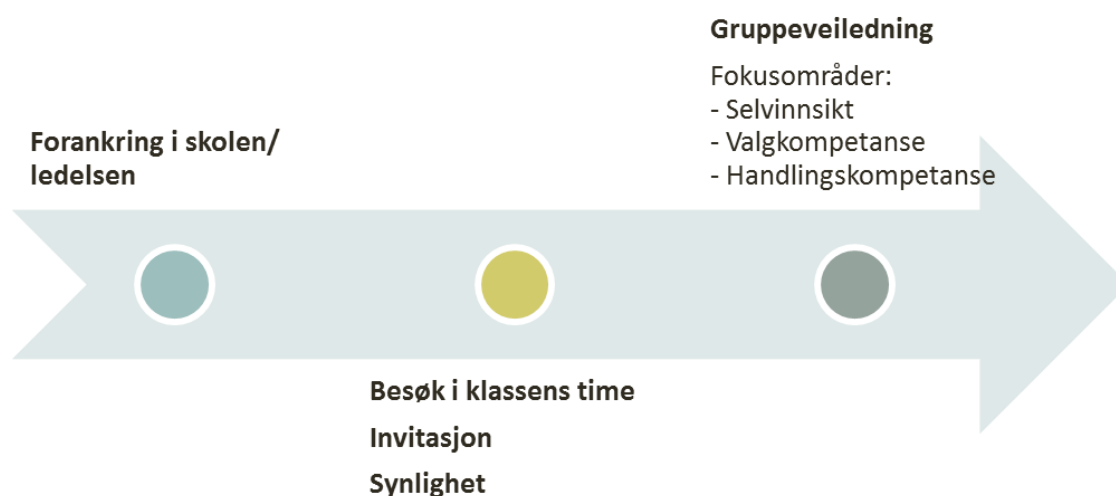 Forankring i skolen/
ledelsen
Besøk i klassens time
Invitasjon
Synlighet
Gruppeveiledning
Fokusområder:
- Selvinnsikt
- Valgkompetanse
- Handlingskompetanse